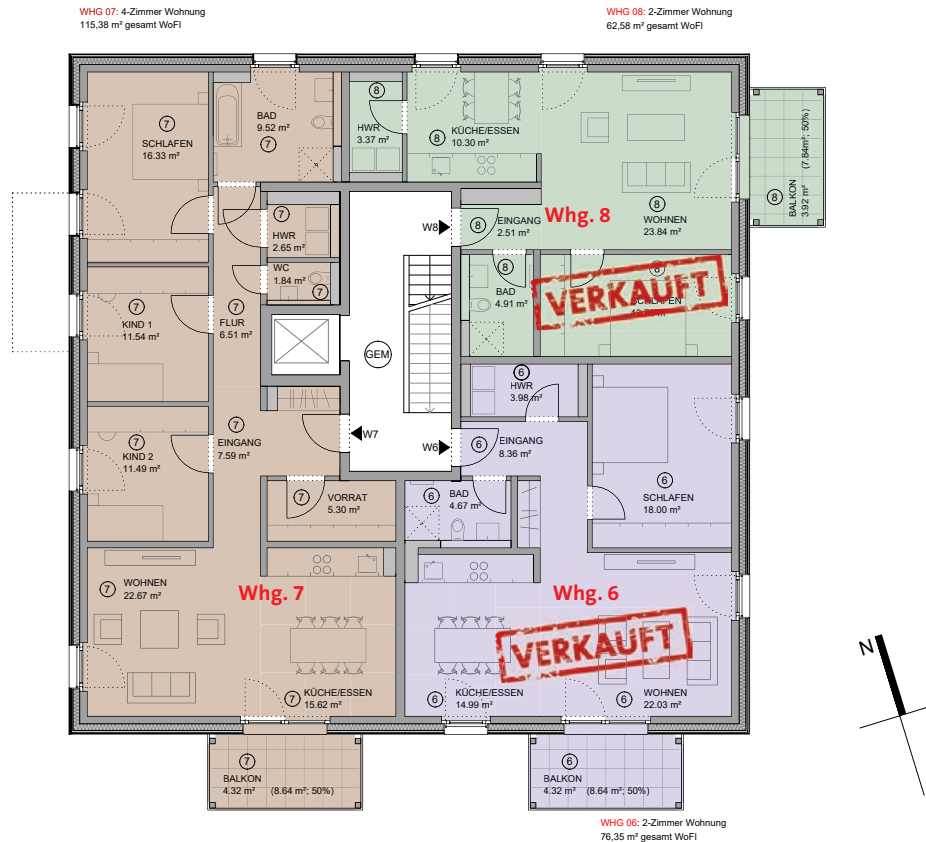 WHG 07: 4-Zimmer Wohnung
115,38 m² gesamt WoFl
WHG 08: 2-Zimmer Wohnung
62,58 m² gesamt WoFl
7
SCHLAFEN
16.33 m²
BAD
9.52 m²
7
8
HWR
3.37 m²
8
KÜCHE/ESSEN
10.30 m²
8
WOHNEN
23.84 m²
8
BALKON
3.92 m²
(7.84m²; 50%)
Whg. 8
W8
8
EINGANG
2.51 m²
7
HWR
2.65 m²
WC
1.84 m²
7
8
BAD
4.91 m²
8
SCHLAFEN
VERKAUFT
7
KIND 1
11.54 m²
7
FLUR
6.51 m²
GEM
6
HWR
3.98 m²
7
KIND 2
11.49 m²
7
EINGANG
7.59 m²
W7
W6
6
EINGANG
8.36 m²
6
SCHLAFEN
18.00 m²
7
VORRAT
5.30 m²
6
BAD
4.67 m²
7
WOHNEN
22.67 m²
Whg. 7
Whg. 6
VERKAUFT
7
KÜCHE/ESSEN
15.62 m²
6
KÜCHE/ESSEN
14.99 m²
6
WOHNEN
22.03 m²
N
7
BALKON
4.32 m² (8.64 m²; 50%)
6
BALKON
4.32 m² (8.64 m²; 50%)
WHG 06: 2-Zimmer Wohnung
76,35 m² gesamt WoFl